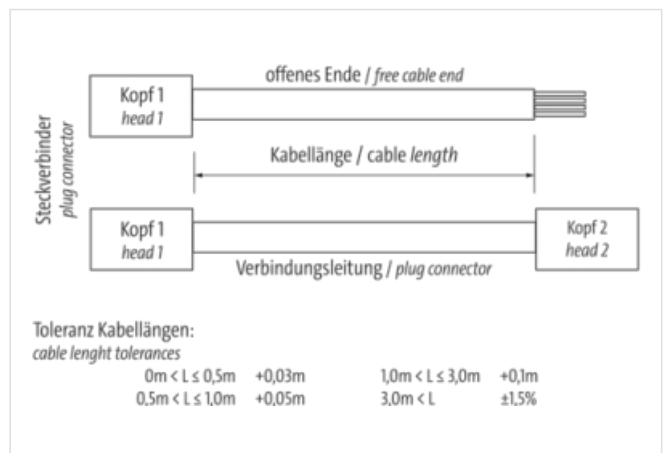 offenes Ende / free cable end
Kopf 1
head 1
Steckverbinder
plug connector
Kabellänge / cable length
Kopf 1
head 1
Kopf 2
head 2
Verbindungsleitung / plug connector
Toleranz Kabellängen:
cable lenght tolerances
0m < L ≤ 0,5m +0,03m 1,0m < L ≤ 3,0m +0,1m
0,5m < L ≤ 1,0m +0,05m 3,0m < L ±1,5%